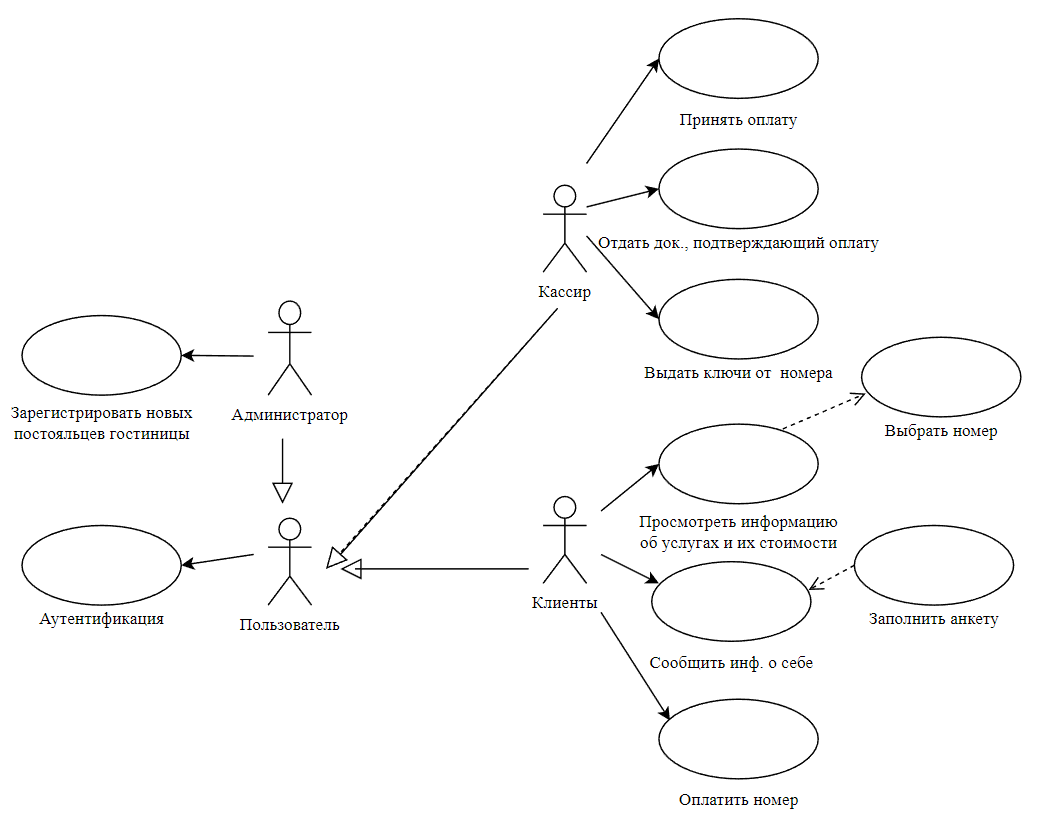 Принять оплату
Отдать док., подтверждающий оплату
Кассир
Выдать ключи от  номера
Зарегистрировать новых
постояльцев гостиницы
Администратор
Выбрать номер
Просмотреть информацию
об услугах и их стоимости
Аутентификация
Пользователь
Клиенты
Заполнить анкету
Сообщить инф. о себе
Оплатить номер